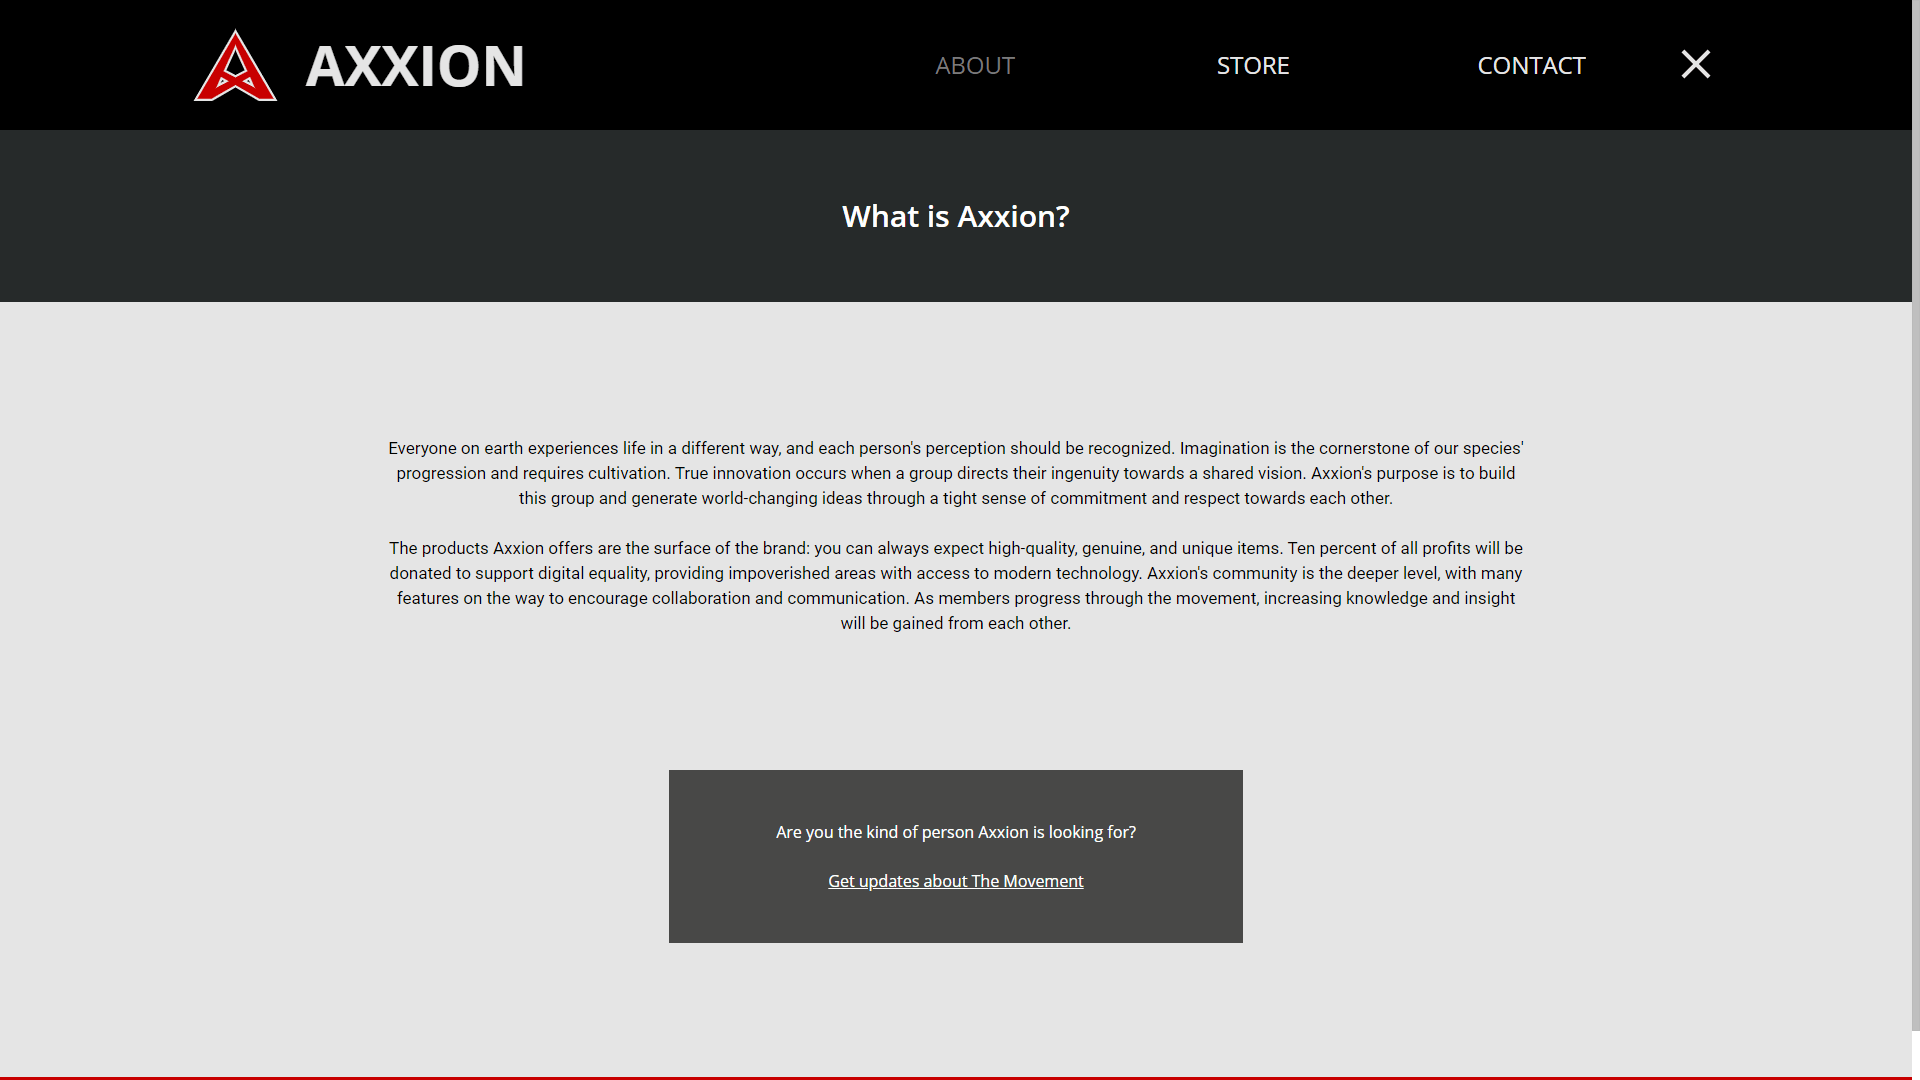 AXXION
ABOUT
STORE
CONTACT
What is Axxion?
Everyone on earth experiences life in a different way, and each person's perception should be recognized. Imagination is the cornerstone of our species'
progression and requires cultivation. True innovation occurs when a group directs their ingenuity towards a shared vision. Axxion's purpose is to build
this group and generate world-changing ideas through a tight sense of commitment and respect towards each other.
The products Axxion offers are the surface of the brand: you can always expect high-quality, genuine, and unique items. Ten percent of all profits will be
donated to support digital equality, providing impoverished areas with access to modern technology. Axxion's community is the deeper level, with many
features on the way to encourage collaboration and communication. As members progress through the movement, increasing knowledge and insight
will be gained from each other.
Are you the kind of person Axxion is looking for?
Get updates about The Movement